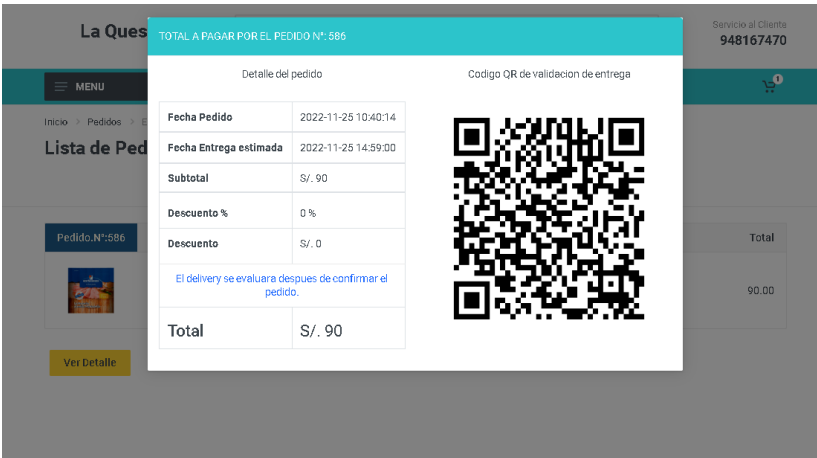 La Ques
Servicio al Cliente
948167470
TOTAL A PAGAR POR EL PEDIDO N°: 586
MENU
1
Inicio > Pedidos > E
Lista de Ped
Detalle del pedido
Fecha Pedido 2022-11-25 10:40:14
Fecha Entrega estimada 2022-11-25 14:59:00
Subtotal S/. 90
Descuento % 0 %
Descuento S/. 0
El delivery se evaluara despues de confirmar el
pedido.
Total S/. 90
Codigo QR de validacion de entrega
Pedido.N°:586
Total
90.00
Ver Detalle